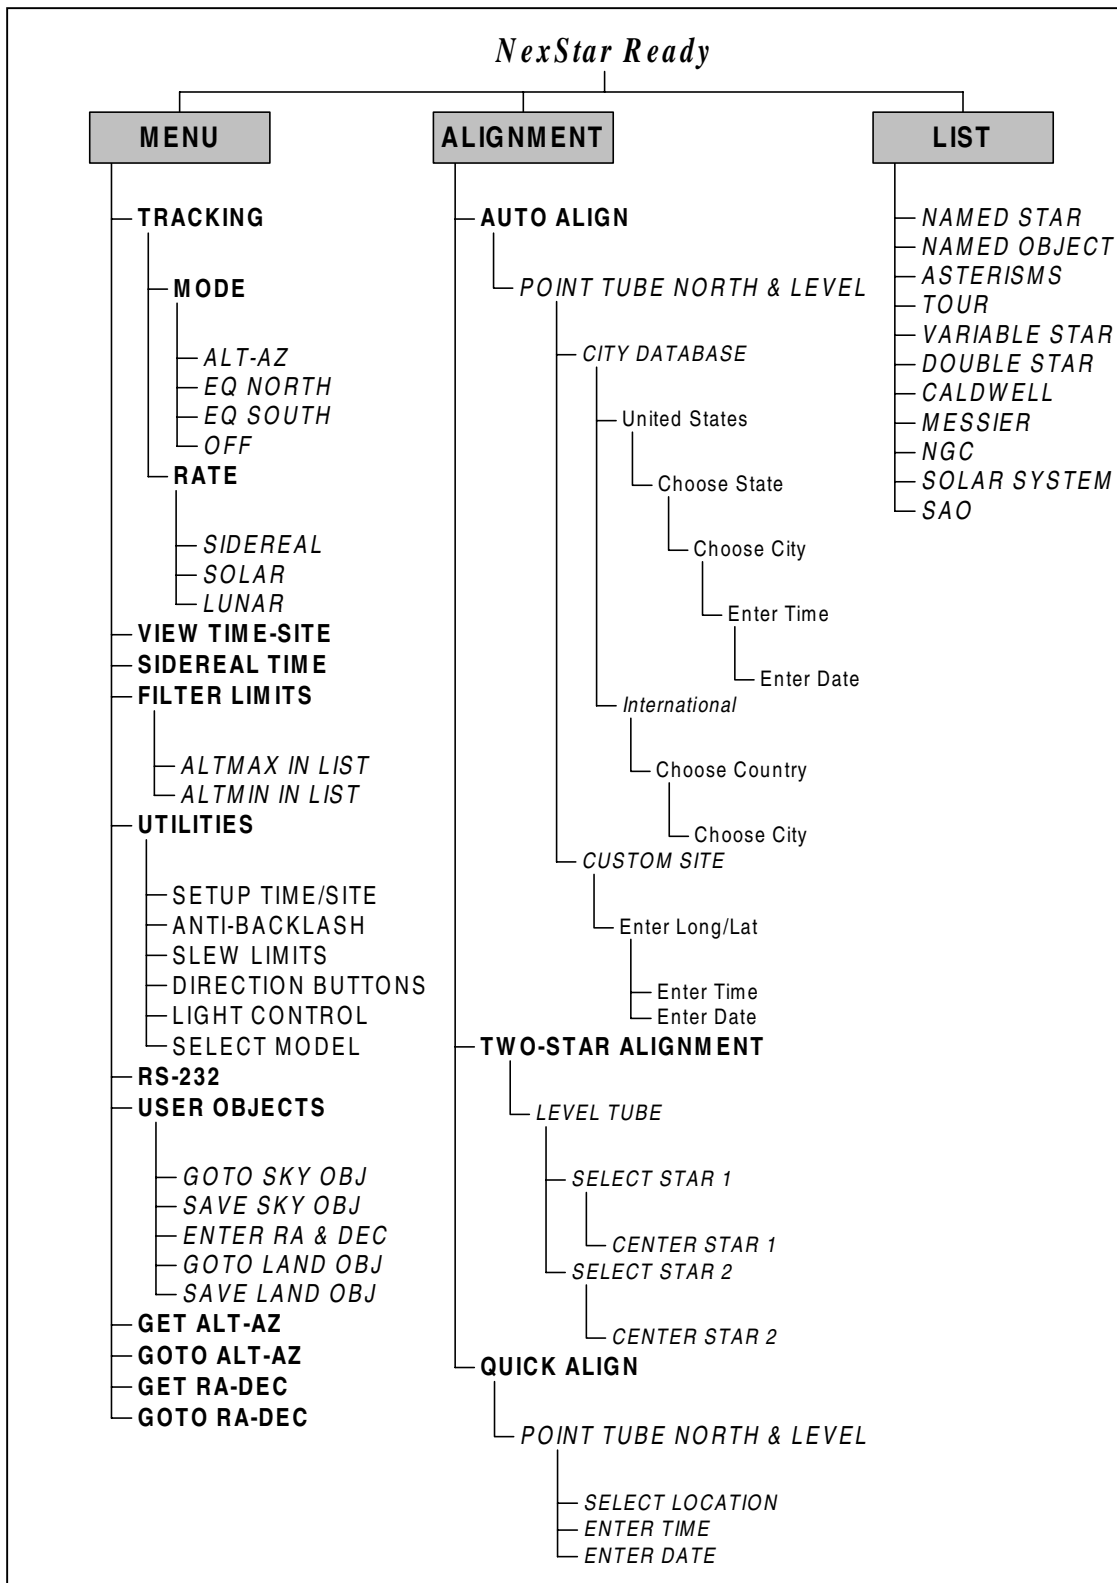 NexStar Ready
MENU
TRACKING
MODE
ALT-AZ
EQ NORTH
EQ SOUTH
OFF
RATE
SIDEREAL
SOLAR
LUNAR
VIEW TIME-SITE
SIDEREAL TIME
FILTER LIMITS
ALTMAX IN LIST
ALTMIN IN LIST
UTILITIES
SETUP TIME/SITE
ANTI-BACKLASH
SLEW LIMITS
DIRECTION BUTTONS
LIGHT CONTROL
SELECT MODEL
RS-232
USER OBJECTS
GOTO SKY OBJ
SAVE SKY OBJ
ENTER RA & DEC
GOTO LAND OBJ
SAVE LAND OBJ
GET ALT-AZ
GOTO ALT-AZ
GET RA-DEC
GOTO RA-DEC
ALIGNMENT
AUTO ALIGN
POINT TUBE NORTH & LEVEL
CITY DATABASE
United States
Choose State
Choose City
Enter Time
Enter Date
International
Choose Country
Choose City
CUSTOM SITE
Enter Long/Lat
Enter Time
Enter Date
TWO-STAR ALIGNMENT
LEVEL TUBE
SELECT STAR 1
CENTER STAR 1
SELECT STAR 2
CENTER STAR 2
QUICK ALIGN
POINT TUBE NORTH & LEVEL
SELECT LOCATION
ENTER TIME
ENTER DATE
LIST
NAMED STAR
NAMED OBJECT
ASTERISMS
TOUR
VARIABLE STAR
DOUBLE STAR
CALDWELL
MESSIER
NGC
SOLAR SYSTEM
SAO